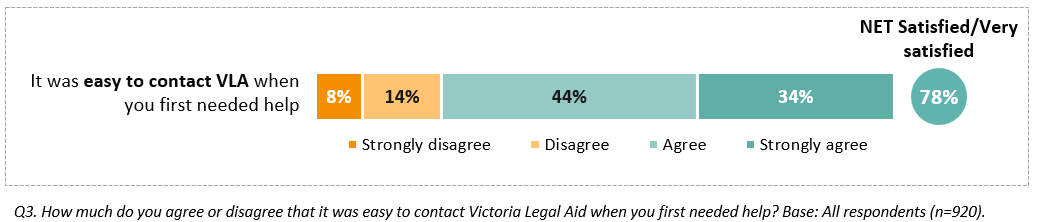 NET Satisfied/Very
satisfied
It was easy to contact VLA when
you first needed help
8% 14% 44% 34% 78%
Strongly disagree Disagree Agree Strongly agree
Q3. How much do you agree or disagree that it was easy to contact Victoria Legal Aid when you first needed help? Base: All respondents (n=920).